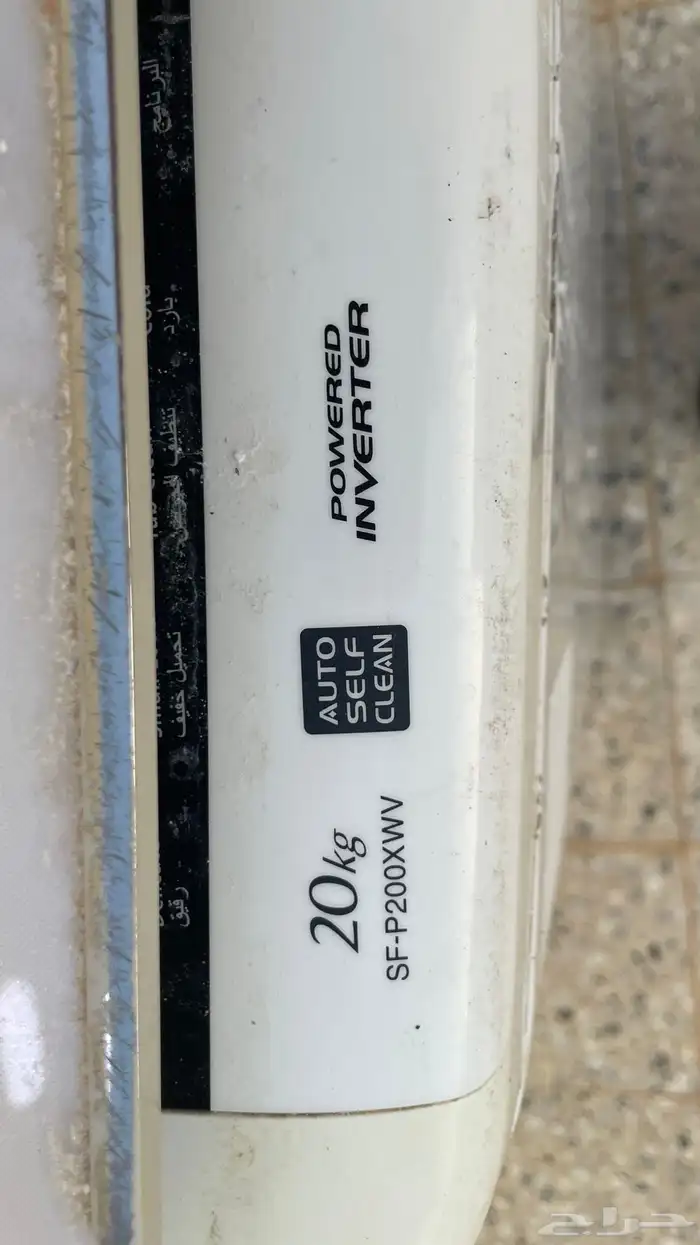 POWERED
INVERTER
AUTO
SELF
CLEAN
20kg
SF-P200XWV
البرنامج
بارد
Cold
تنظيف
تحميل خفيف
رقيق
حراج